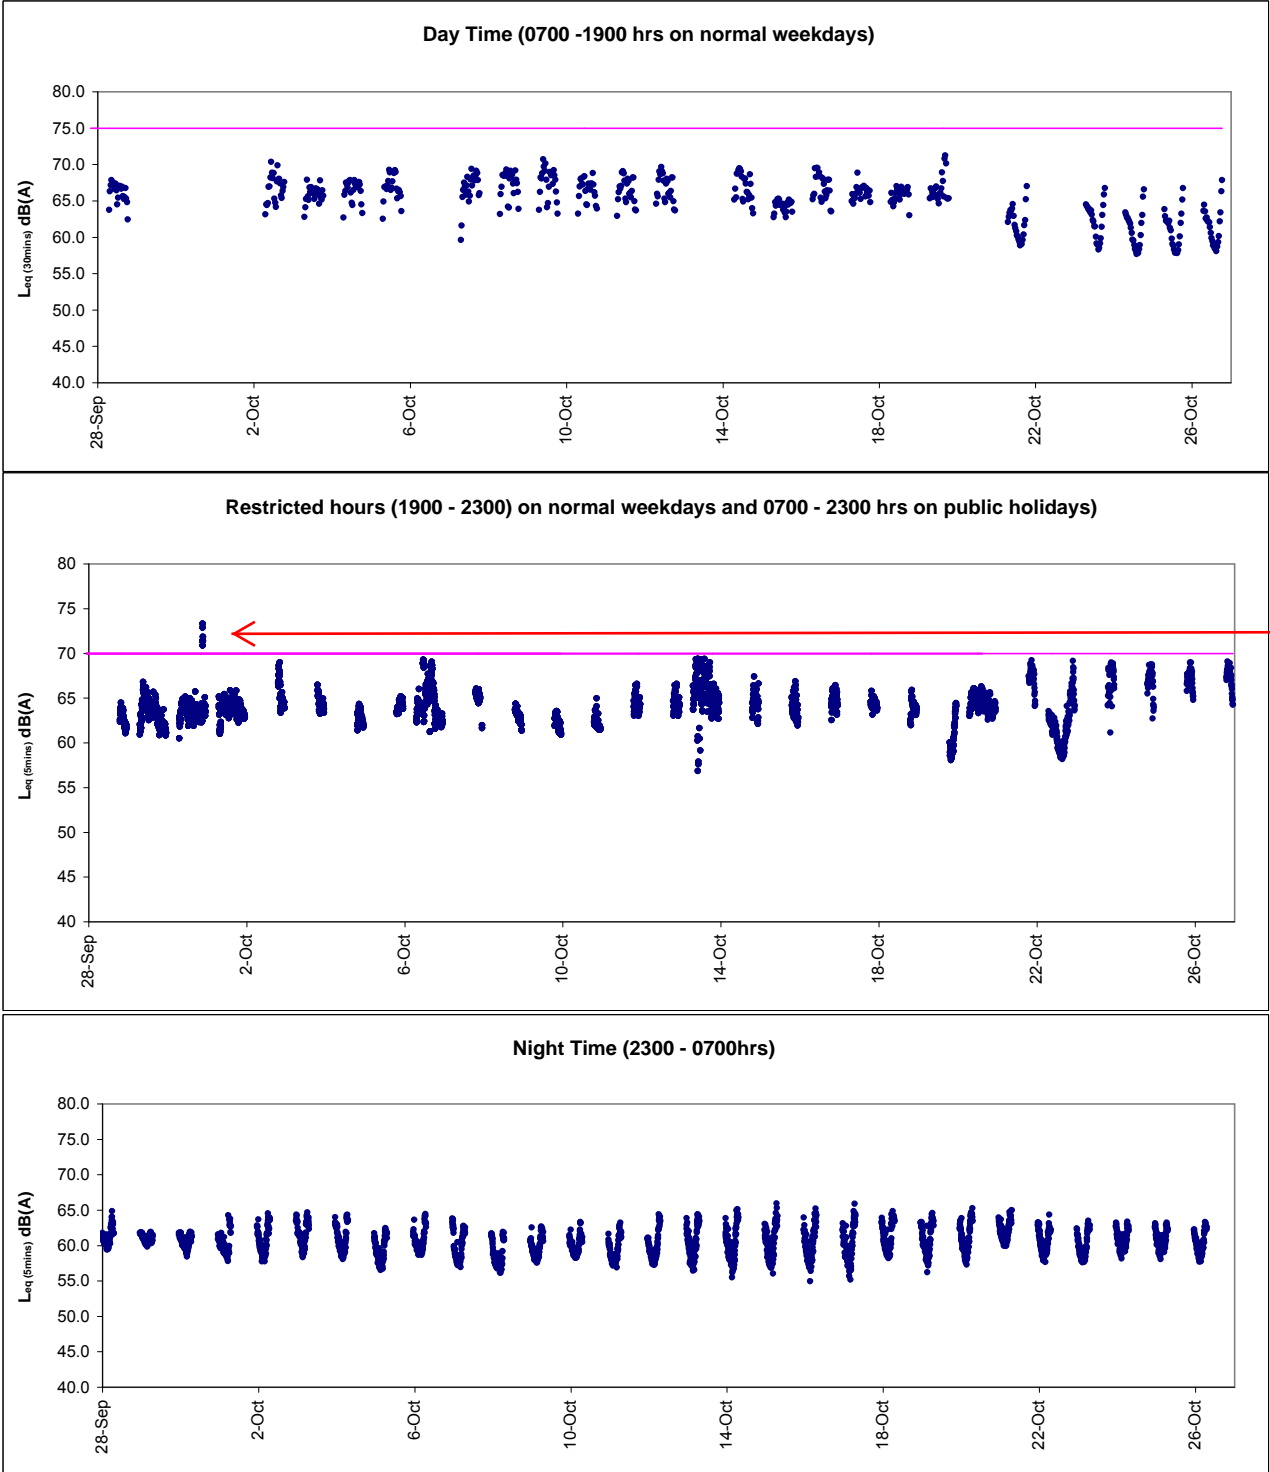 Day Time (0700 -1900 hrs on normal weekdays)
80.0
75.0
70.0
65.0
60.0
55.0
50.0
45.0
40.0
Leq (30mins) dB(A)
28-Sep
2-Oct
6-Oct
10-Oct
14-Oct
18-Oct
22-Oct
26-Oct
Restricted hours (1900 - 2300) on normal weekdays and 0700 - 2300 hrs on public holidays)
80
75
70
65
60
55
50
45
40
Leq (5mins) dB(A)
28-Sep
2-Oct
6-Oct
10-Oct
14-Oct
18-Oct
22-Oct
26-Oct
Night Time (2300 - 0700hrs)
80.0
75.0
70.0
65.0
60.0
55.0
50.0
45.0
40.0
Leq (5mins) dB(A)
28-Sep
2-Oct
6-Oct
10-Oct
14-Oct
18-Oct
22-Oct
26-Oct